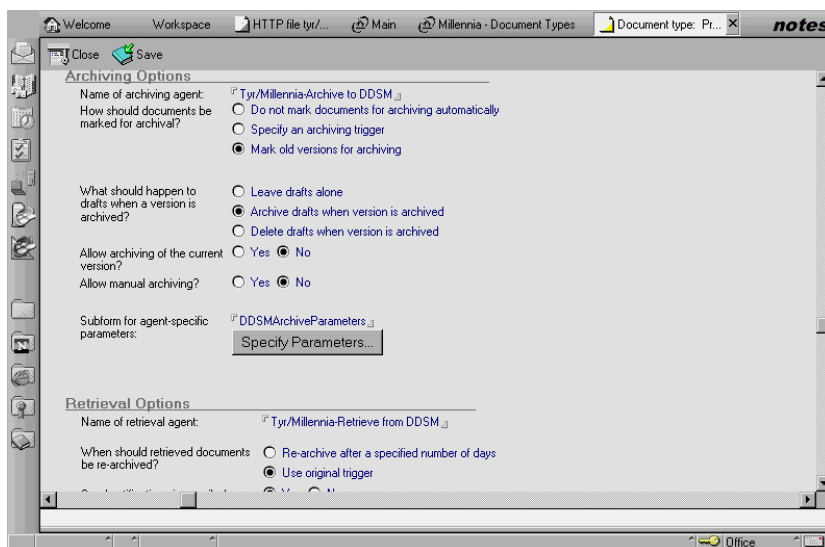 Welcome Workspace HTTP file tyr/... Main Millennia - Document Types Document type: Pr... notes
Close Save
Archiving Options
Name of archiving agent: Tyr/Millennia-Archive to DDSM
How should documents be marked for archival?
Do not mark documents for archiving automatically
Specify an archiving trigger
Mark old versions for archiving
What should happen to drafts when a version is archived?
Leave drafts alone
Archive drafts when version is archived
Delete drafts when version is archived
Allow archiving of the current version? Yes No
Allow manual archiving? Yes No
Subform for agent-specific parameters: DDSMArchiveParameters
Specify Parameters...
Retrieval Options
Name of retrieval agent: Tyr/Millennia-Retrieve from DDSM
When should retrieved documents be re-archived?
Re-archive after a specified number of days
Use original trigger
Office